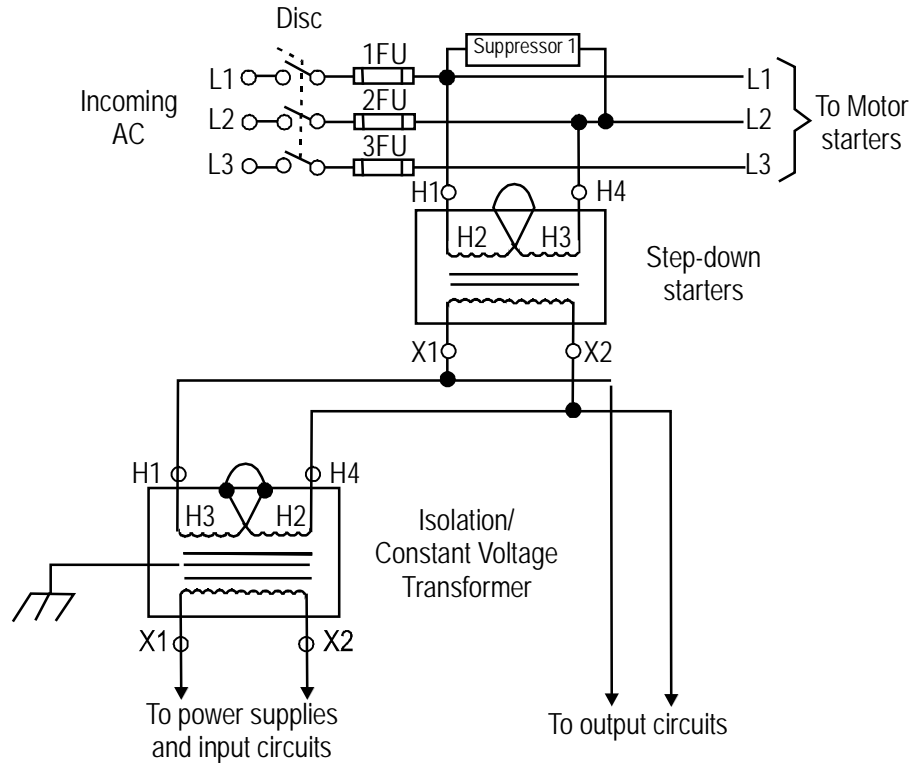 Disc
1FU
Suppressor 1
L1
L1
Incoming
AC
2FU
L2
L2
To Motor
starters
3FU
L3
L3
H1
H4
H2
H3
Step-down
starters
X1
X2
H1
H4
H3
H2
Isolation/
Constant Voltage
Transformer
X1
X2
To power supplies
and input circuits
To output circuits